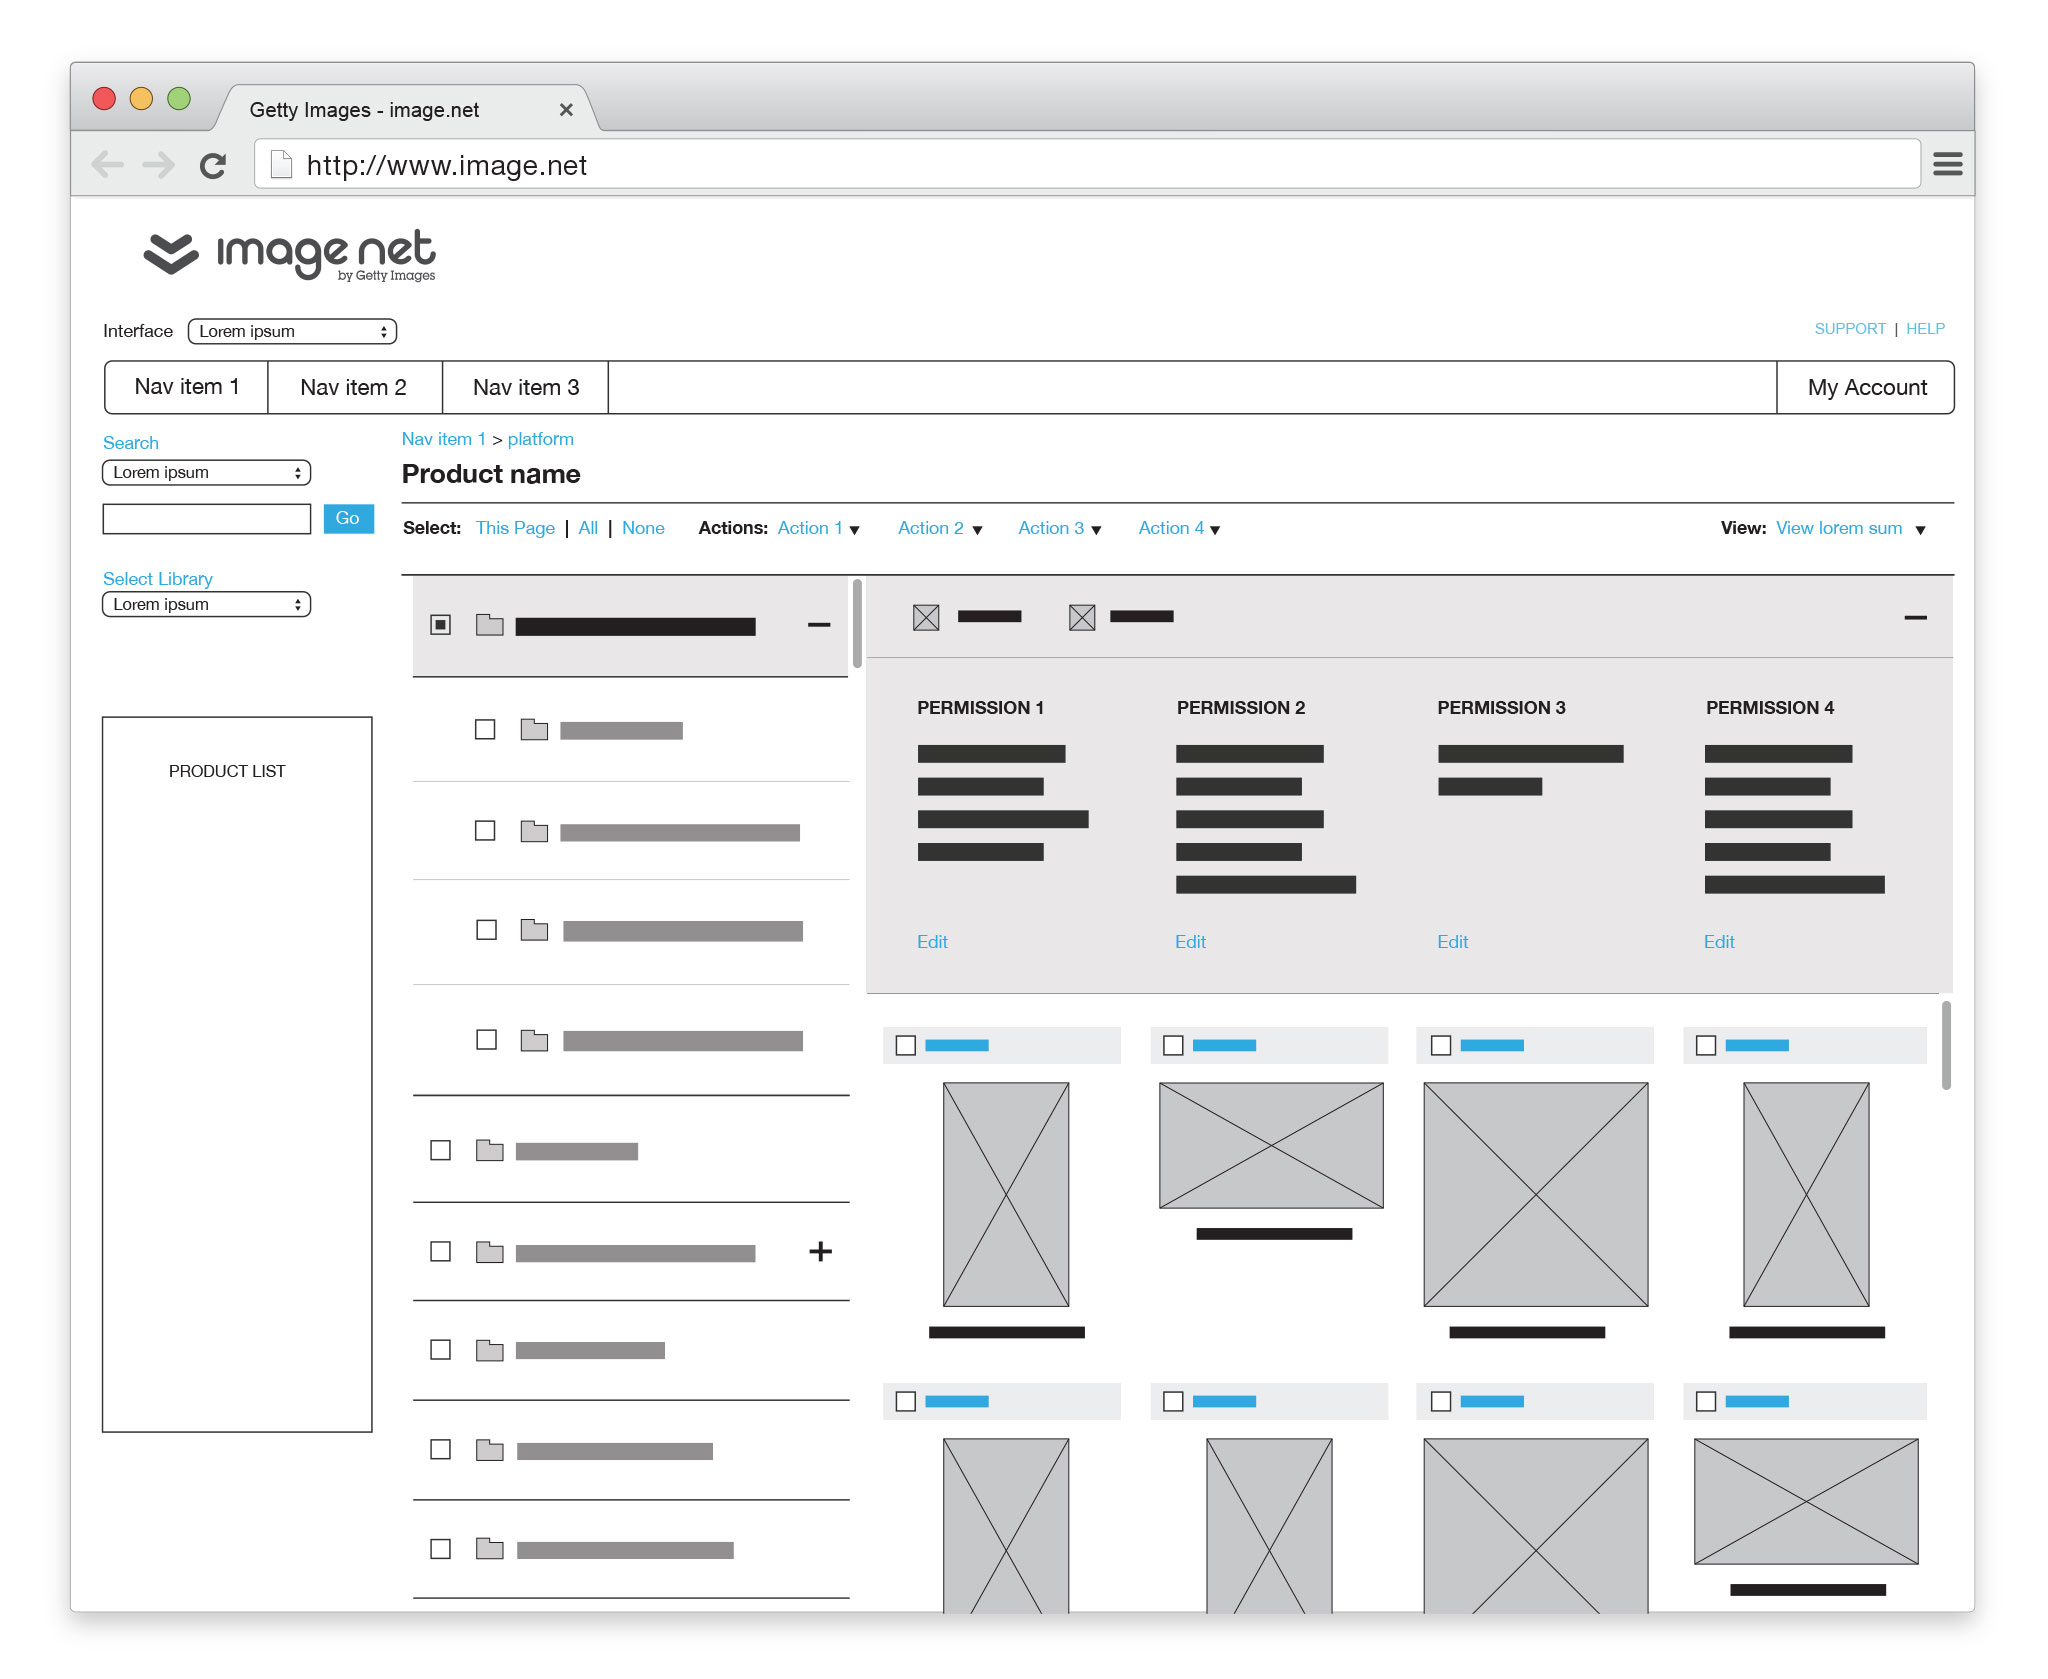 Getty Images - image.net
http://www.image.net
image net
by Getty Images
Interface Lorem ipsum
SUPPORT | HELP
Nav item 1 Nav item 2 Nav item 3 My Account
Search
Lorem ipsum
Go
Select Library
Lorem ipsum
PRODUCT LIST
Nav item 1 > platform
Product name
Select: This Page | All | None Actions: Action 1 Action 2 Action 3 Action 4 View: View lorem sum
PERMISSION 1 PERMISSION 2 PERMISSION 3 PERMISSION 4
Edit Edit Edit Edit